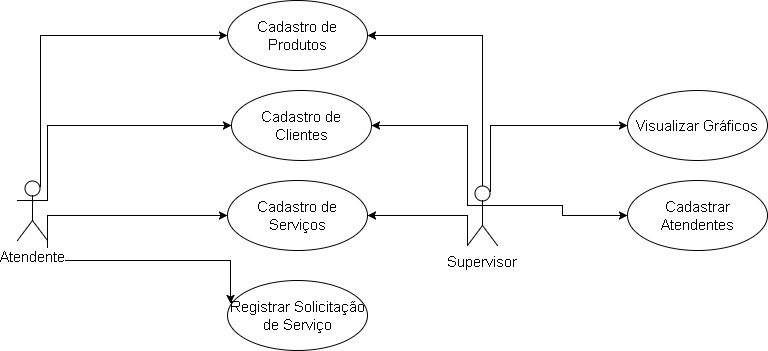 Cadastro de
Produtos
Cadastro de
Clientes
Visualizar Gráficos
Cadastro de
Serviços
Cadastrar
Atendentes
Atendente
Supervisor
Registrar Solicitação
de Serviço